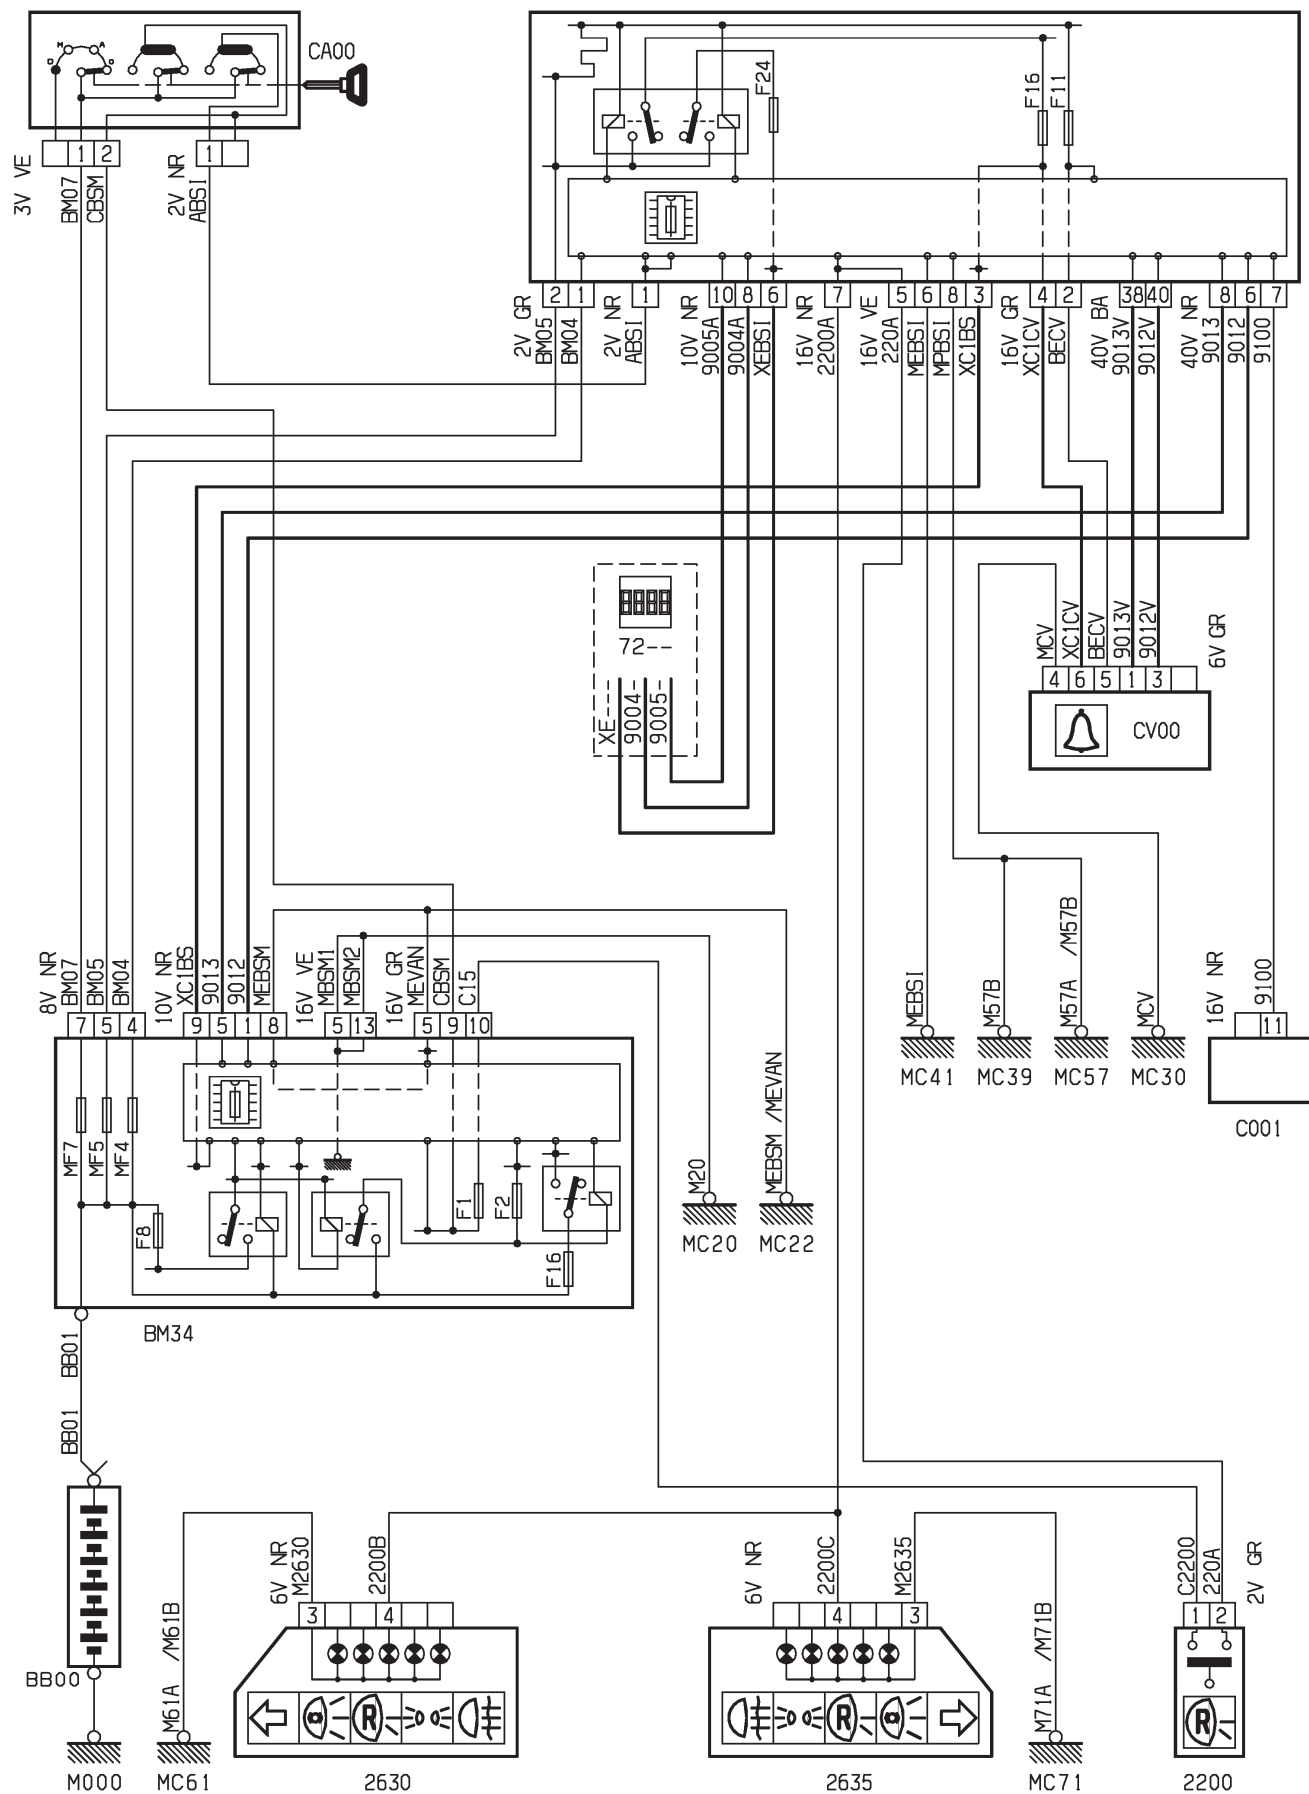 M A
D D
CA00
F24
F16
F11
3V VE
1 2
BM07
CBSM
2V NR
1
ABSI
2V GR
2 1
BM05
BM04
2V NR
1
ABSI
10V NR
10 8 6
9005A
9004A
XEBSI
16V NR
7
2200A
16V VE
5 6 8 3
220A
MEBSI
MPBSI
XC1BS
16V GR
4 2
XC1CV
BECV
40V BA
38 40
9013V
9012V
40V NR
8 6 7
9013
9012
9100
72--
XE----
9004-
9005-
MCV
XC1CV
BECV
9013V
9012V
6V GR
4 6 5 1 3
CV00
8V NR
BM07
BM05
BM04
7 5 4
10V NR
XC1BS
9013
9012
MEBSM
9 5 1 8
16V VE
MBSM1
MBSM2
5 13
16V GR
MEVAN
CBSM
C15
5 9 10
MEBSI
MC41
M57B
MC39
M57A /M57B
MC57
MCV
MC30
16V NR
9100
11
C001
MF7
MF5
MF4
F8
F1
F2
F16
M20
MC20
MEBSM /MEVAN
MC22
BM34
BB01
BB01
BB00
M000
M61A /M61B
MC61
6V NR
M2630
2200B
3 4
R
2630
6V NR
2200C
M2635
4 3
R
2635
M71A /M71B
MC71
C2200
220A
2V GR
1 2
R
2200